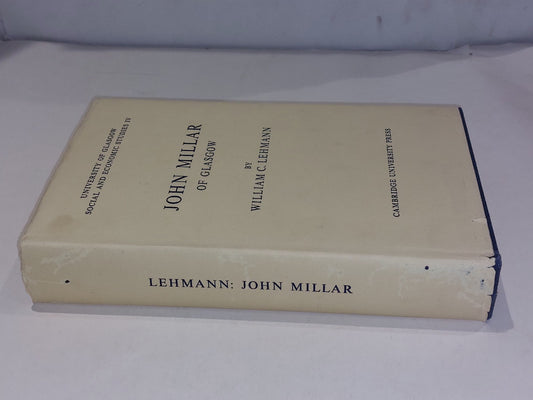 UNIVERSITY OF GLASGOW
SOCIAL AND ECONOMIC STUDIES IV
JOHN MILLAR
OF GLASGOW
BY
WILLIAM C. LEHMANN
CAMBRIDGE UNIVERSITY PRESS
LEHMANN: JOHN MILLAR